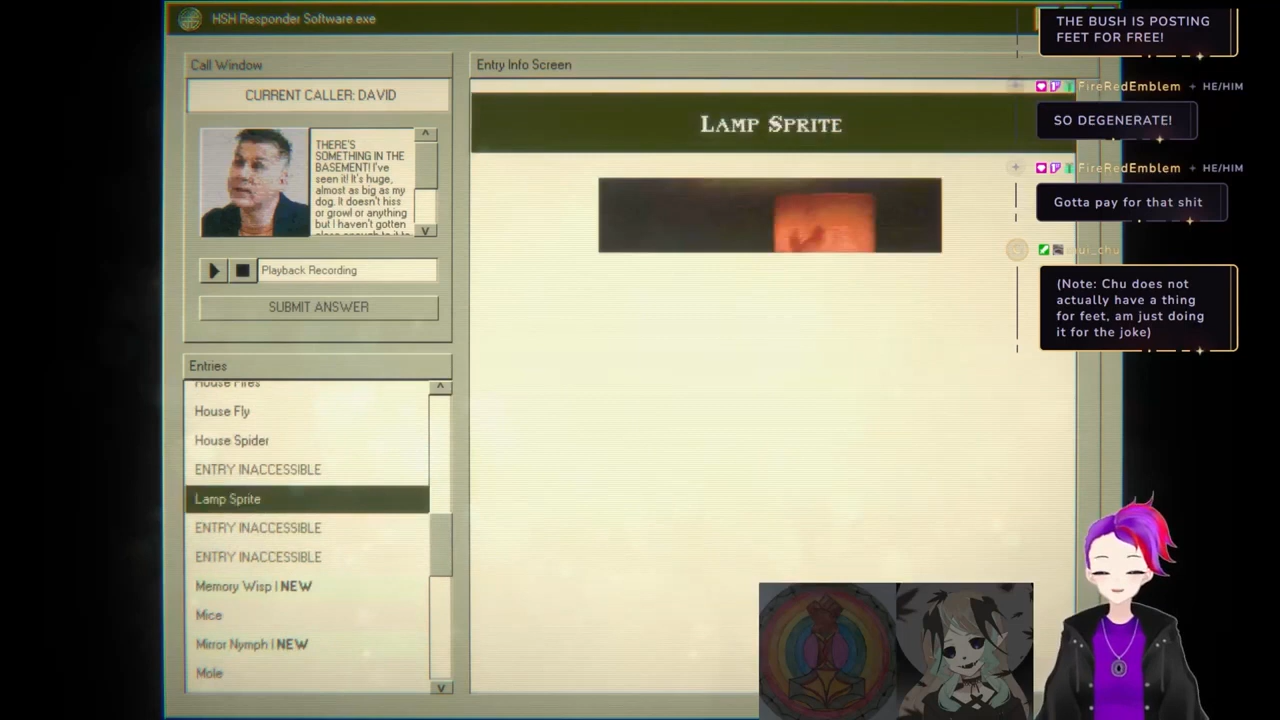 HSH Responder Software.exe
Call Window
CURRENT CALLER: DAVID
THERE'S
SOMETHING IN THE
BASEMENT! I've
seen it! It's huge,
almost as big as my
dog. It doesn't hiss
or growl or anything
but I haven't gotten
Playback Recording
SUBMIT ANSWER
Entries
House Fires
House Fly
House Spider
ENTRY INACCESSIBLE
Lamp Sprite
ENTRY INACCESSIBLE
ENTRY INACCESSIBLE
Memory Wisp | NEW
Mice
Mirror Nymph | NEW
Mole
Entry Info Screen
LAMP SPRITE
THE BUSH IS POSTING
FEET FOR FREE!
FireRedEmblem + HE/HIM
SO DEGENERATE!
FireRedEmblem + HE/HIM
Gotta pay for that shit
(Note: Chu does not
actually have a thing
for feet, am just doing
it for the joke)